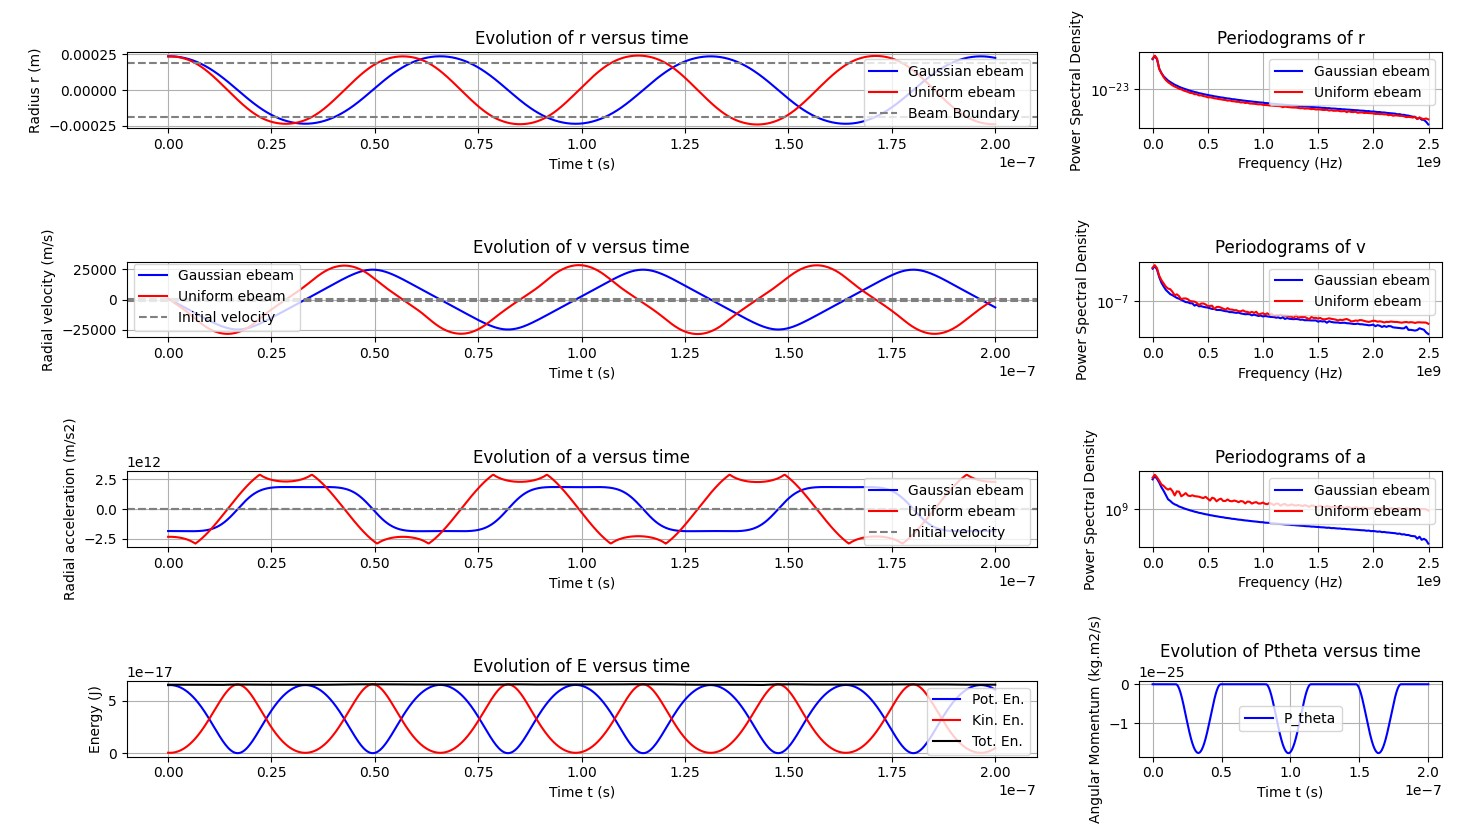 Evolution of r versus time
Radius r (m)
0.00025
0.00000
−0.00025
Gaussian ebeam
Uniform ebeam
Beam Boundary
0.00 0.25 0.50 0.75 1.00 1.25 1.50 1.75 2.00
1e−7
Time t (s)
Periodograms of r
Power Spectral Density
10−23
Gaussian ebeam
Uniform ebeam
0.0 0.5 1.0 1.5 2.0 2.5
1e9
Frequency (Hz)
Evolution of v versus time
Radial velocity (m/s)
25000
0
−25000
Gaussian ebeam
Uniform ebeam
Initial velocity
0.00 0.25 0.50 0.75 1.00 1.25 1.50 1.75 2.00
1e−7
Time t (s)
Periodograms of v
Power Spectral Density
10−7
Gaussian ebeam
Uniform ebeam
0.0 0.5 1.0 1.5 2.0 2.5
1e9
Frequency (Hz)
Evolution of a versus time
1e12
Radial acceleration (m/s2)
2.5
0.0
−2.5
Gaussian ebeam
Uniform ebeam
Initial velocity
0.00 0.25 0.50 0.75 1.00 1.25 1.50 1.75 2.00
1e−7
Time t (s)
Periodograms of a
Power Spectral Density
109
Gaussian ebeam
Uniform ebeam
0.0 0.5 1.0 1.5 2.0 2.5
1e9
Frequency (Hz)
Evolution of E versus time
1e−17
Energy (J)
5
0
Pot. En.
Kin. En.
Tot. En.
0.00 0.25 0.50 0.75 1.00 1.25 1.50 1.75 2.00
1e−7
Time t (s)
Evolution of Ptheta versus time
1e−25
Angular Momentum (kg.m2/s)
0
−1
P_theta
0.0 0.5 1.0 1.5 2.0
1e−7
Time t (s)